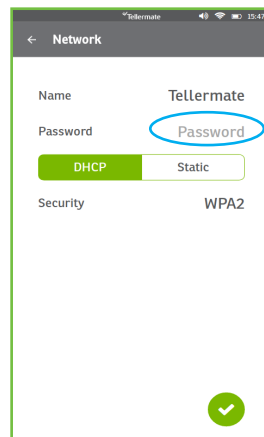 Tellermate 15:47
← Network
Name Tellermate
Password Password
DHCP Static
Security WPA2